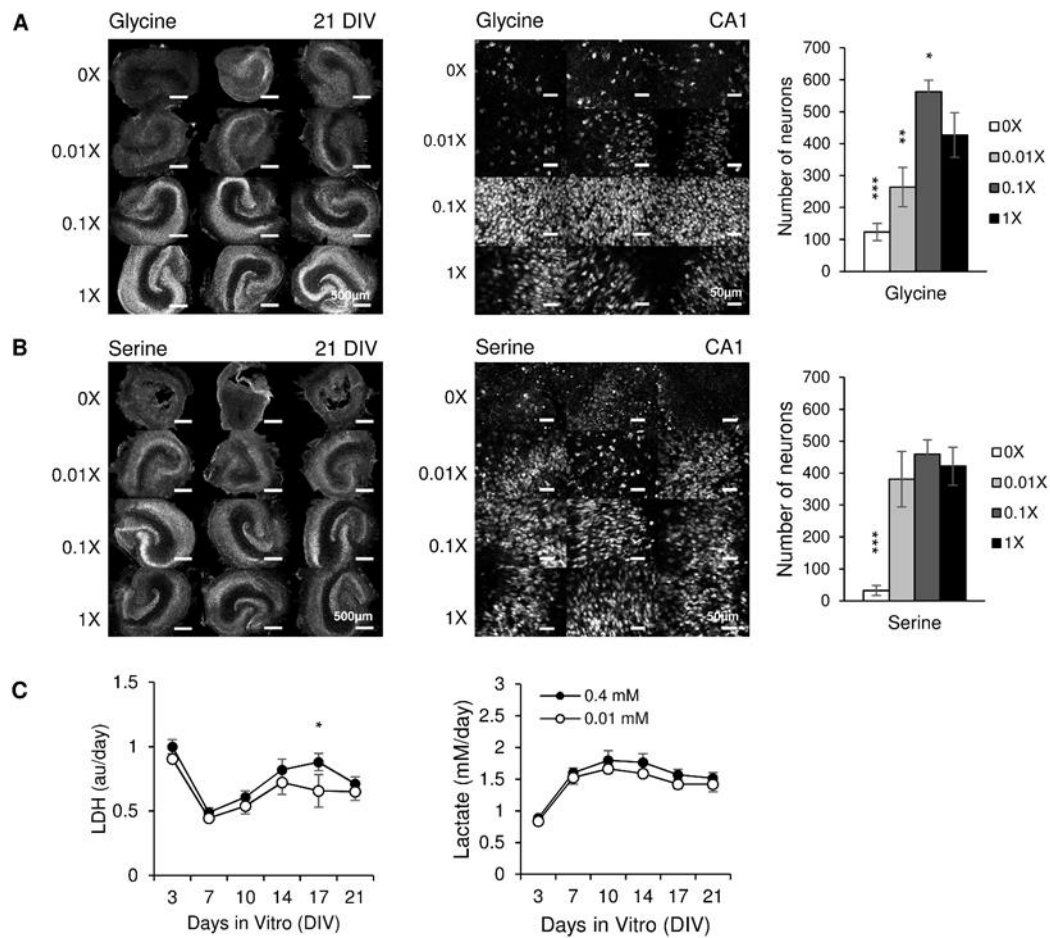 A
Glycine 21 DIV
0X
0.01X
0.1X
1X
500µm
Glycine CA1
0X
0.01X
0.1X
1X
50µm
Number of neurons
700
600
500
400
300
200
100
0
***
**
*
Glycine
0X
0.01X
0.1X
1X
B
Serine 21 DIV
0X
0.01X
0.1X
1X
500µm
Serine CA1
0X
0.01X
0.1X
1X
50µm
Number of neurons
700
600
500
400
300
200
100
0
***
Serine
0X
0.01X
0.1X
1X
C
LDH (au/day)
1.5
1
0.5
0
*
3 7 10 14 17 21
Days in Vitro (DIV)
Lactate (mM/day)
3
2.5
2
1.5
1
0.5
0
0.4 mM
0.01 mM
3 7 10 14 17 21
Days in Vitro (DIV)